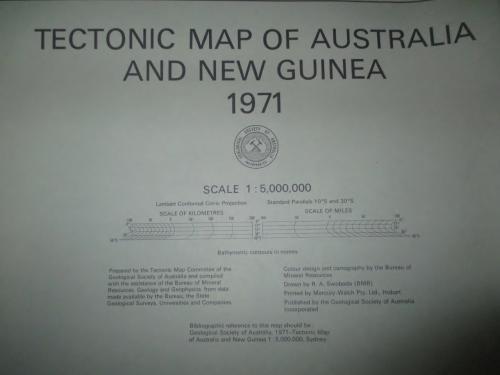 TECTONIC MAP OF AUSTRALIA
AND NEW GUINEA
1971
GEOLOGICAL SOCIETY OF AUSTRALIA
SCALE 1:5,000,000
Lambert Conformal Conic Projection Standard Parallels 10°S and 30°S
SCALE OF KILOMETRES SCALE OF MILES
Bathymetric contours in metres
Prepared by the Tectonic Map Committee of the
Geological Society of Australia and compiled
with the assistance of the Bureau of Mineral
Resources, Geology and Geophysics, from data
made available by the Bureau, the State
Geological Surveys, Universities and Companies.
Colour design and cartography by the Bureau of
Mineral Resources
Drawn by R. A. Swoboda (BMR)
Printed by Mercury-Walch Pty. Ltd., Hobart
Published by the Geological Society of Australia
Incorporated
Bibliographic reference to this map should be:
Geological Society of Australia, 1971-Tectonic Map
of Australia and New Guinea 1:5,000,000, Sydney